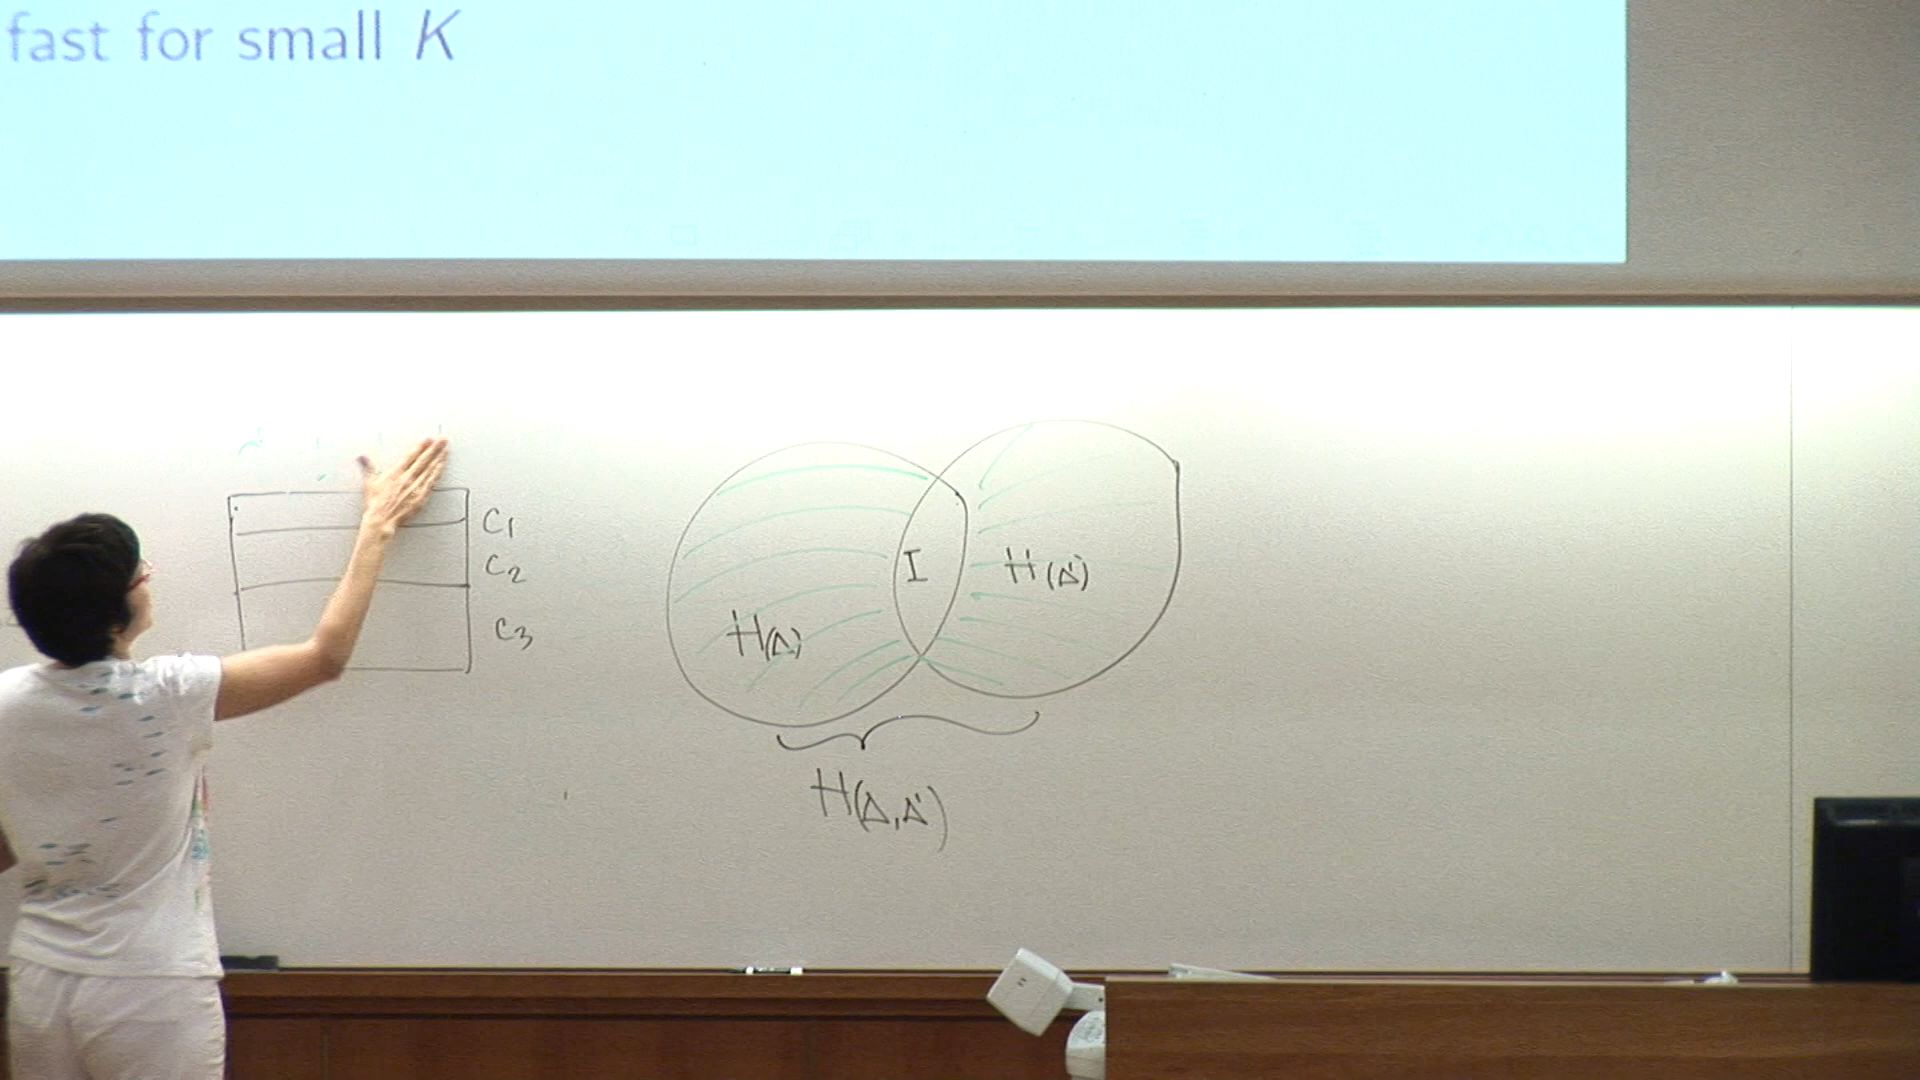 fast for small K
C1
C2
C3
H(Δ)
I
H(Δ')
H(Δ,Δ')